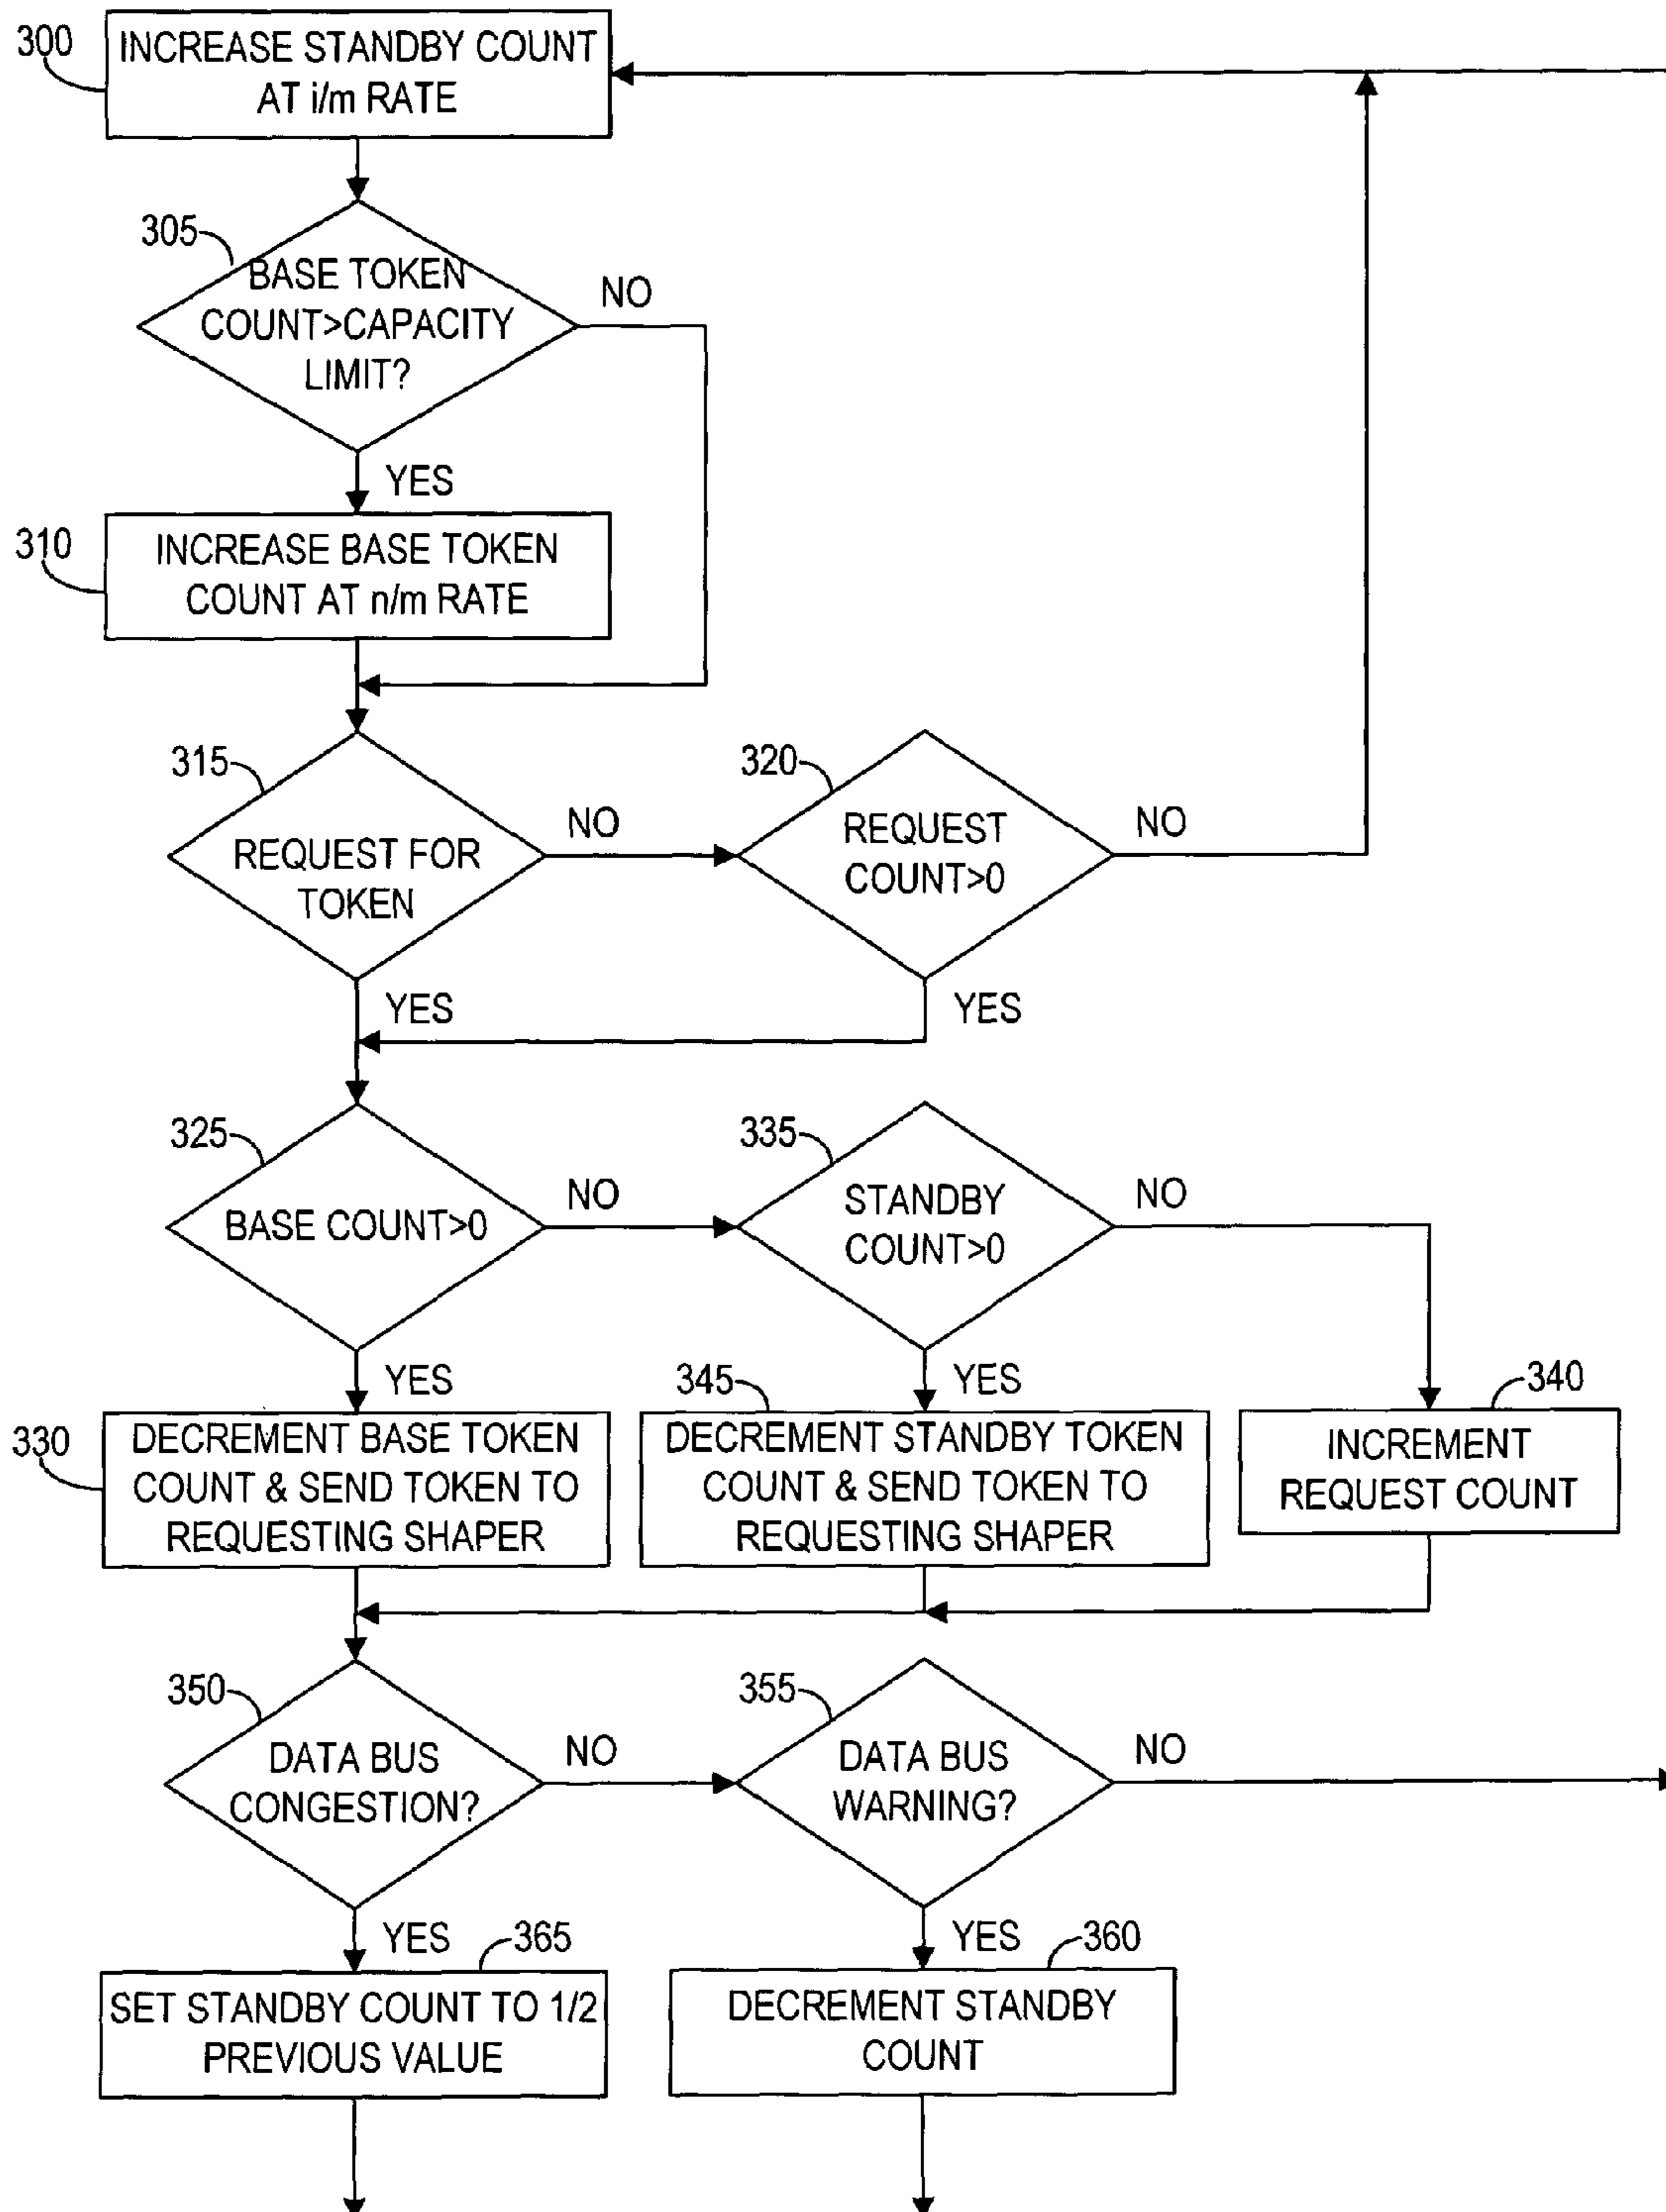 300
INCREASE STANDBY COUNT
AT i/m RATE
305
BASE TOKEN
COUNT>CAPACITY
LIMIT?
NO
YES
310
INCREASE BASE TOKEN
COUNT AT n/m RATE
315
REQUEST FOR
TOKEN
NO
YES
320
REQUEST
COUNT>0
NO
YES
325
BASE COUNT>0
NO
YES
335
STANDBY
COUNT>0
NO
YES
330
DECREMENT BASE TOKEN
COUNT & SEND TOKEN TO
REQUESTING SHAPER
345
DECREMENT STANDBY TOKEN
COUNT & SEND TOKEN TO
REQUESTING SHAPER
340
INCREMENT
REQUEST COUNT
350
DATA BUS
CONGESTION?
NO
YES
355
DATA BUS
WARNING?
NO
YES
365
SET STANDBY COUNT TO 1/2
PREVIOUS VALUE
360
DECREMENT STANDBY
COUNT